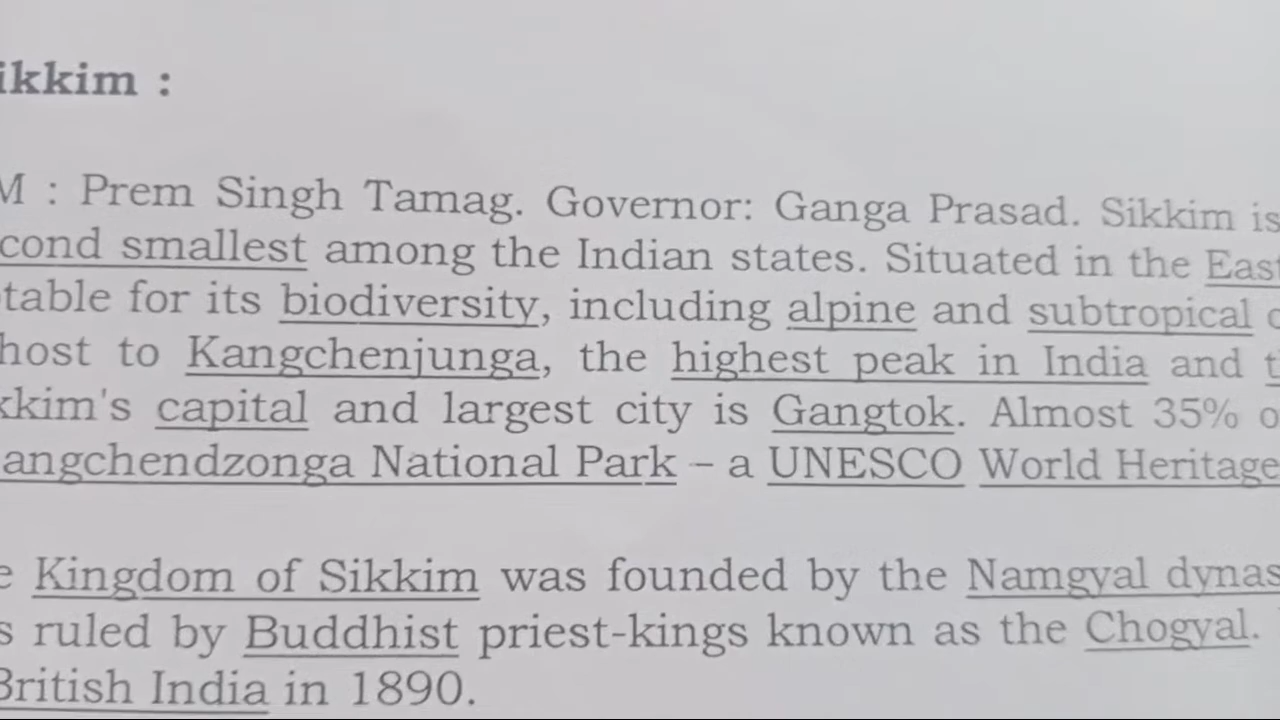 ikkim :
M : Prem Singh Tamag. Governor: Ganga Prasad. Sikkim is
cond smallest among the Indian states. Situated in the East
table for its biodiversity, including alpine and subtropical
host to Kangchenjunga, the highest peak in India and
kkim's capital and largest city is Gangtok. Almost 35% o
angchendzonga National Park – a UNESCO World Heritage
e Kingdom of Sikkim was founded by the Namgyal dynas
s ruled by Buddhist priest-kings known as the Chogyal.
British India in 1890.